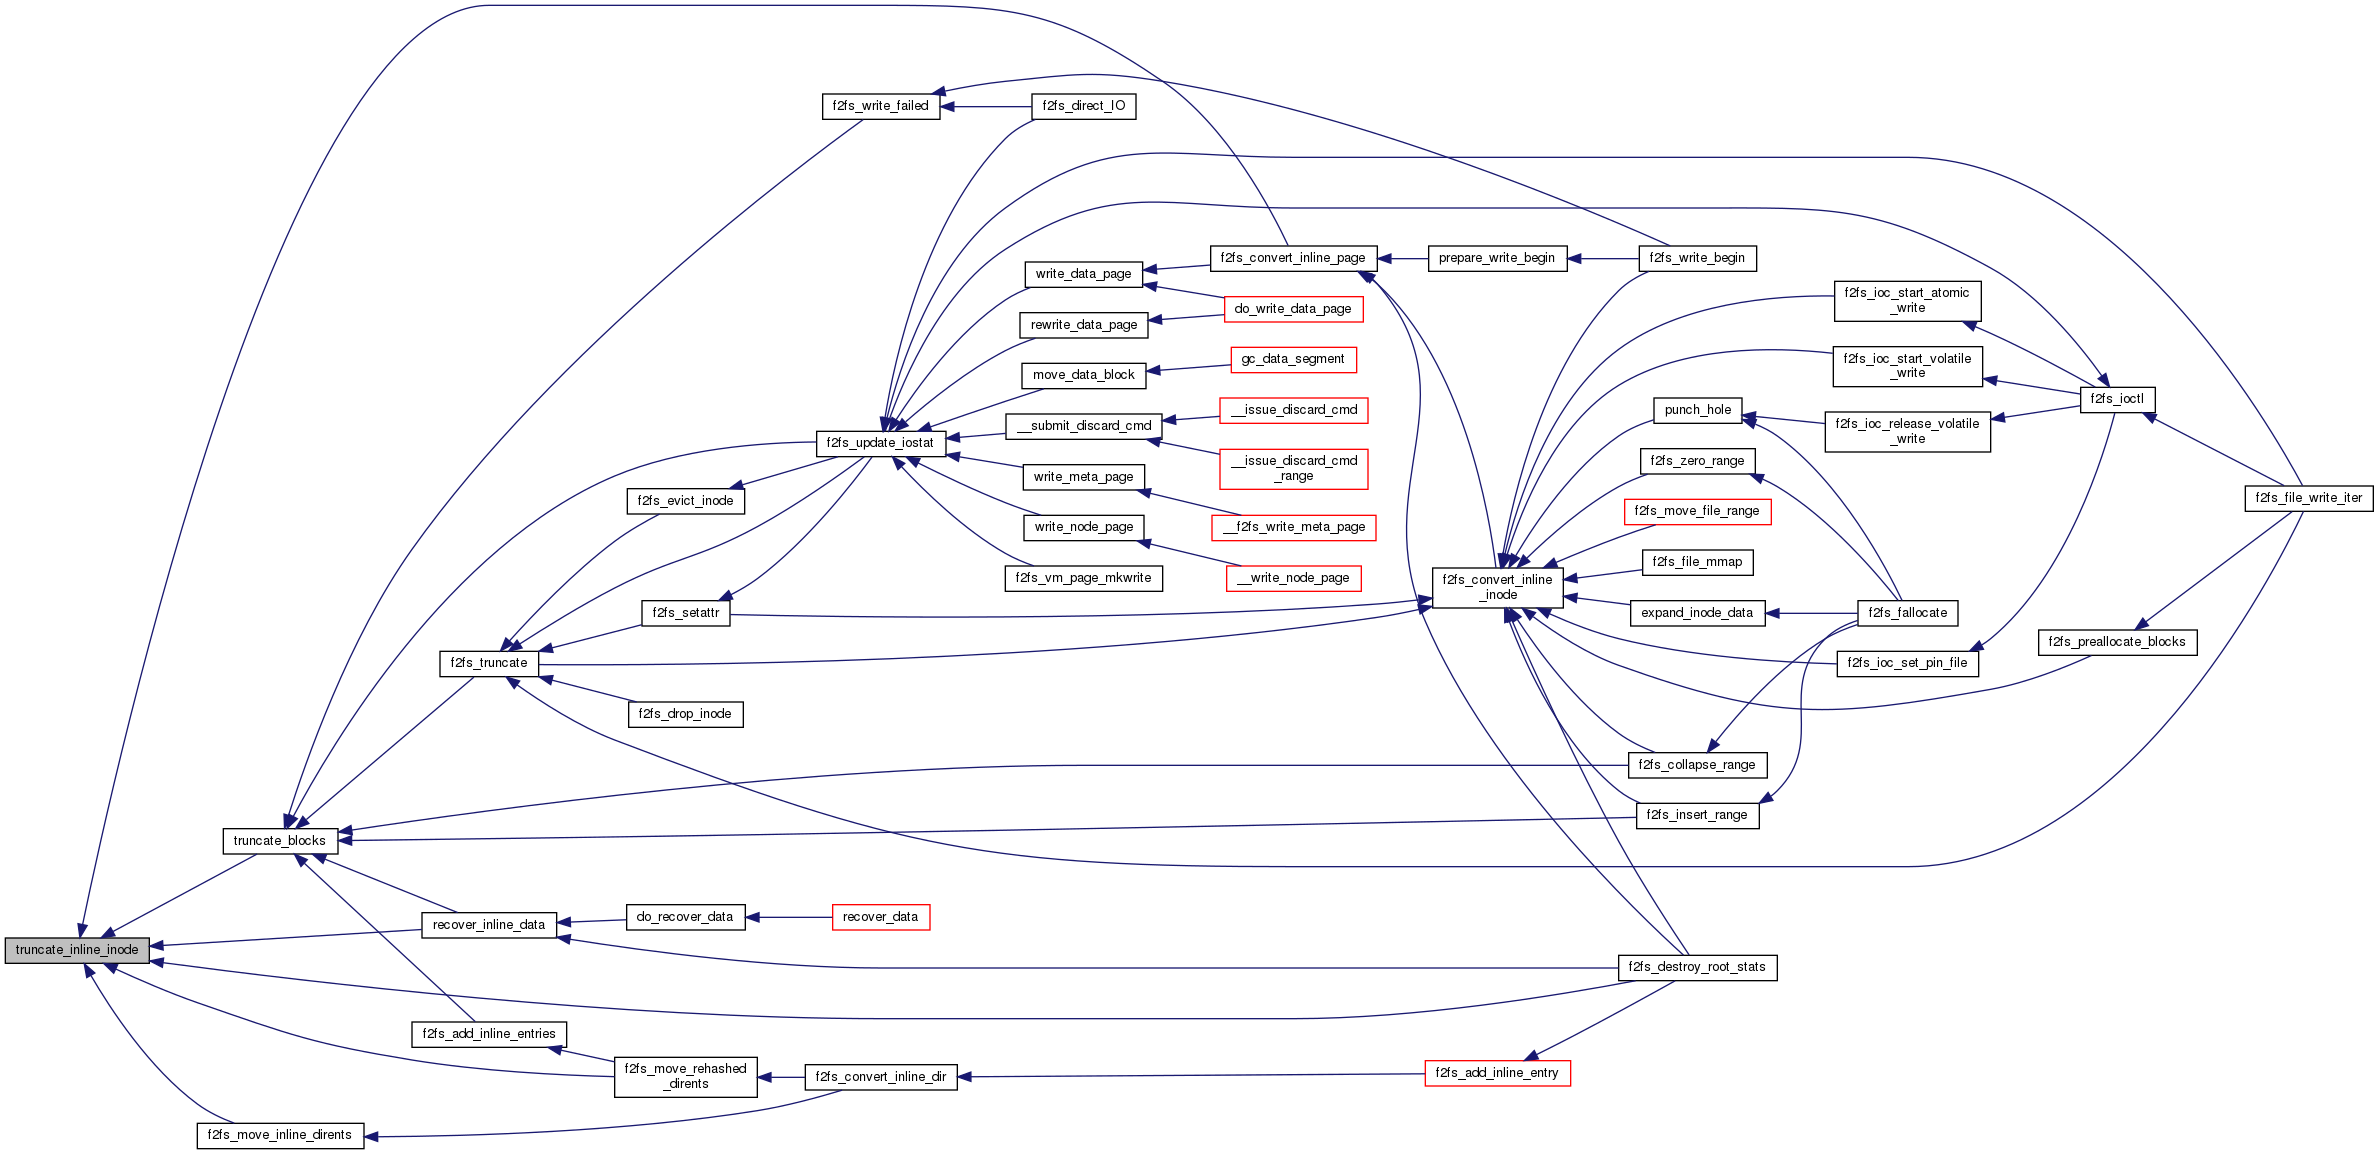 f2fs_write_failed
f2fs_direct_IO
f2fs_convert_inline_page
prepare_write_begin
f2fs_write_begin
write_data_page
do_write_data_page
rewrite_data_page
f2fs_ioc_start_atomic
_write
gc_data_segment
move_data_block
f2fs_ioc_start_volatile
_write
f2fs_ioctl
__issue_discard_cmd
__submit_discard_cmd
punch_hole
f2fs_ioc_release_volatile
_write
f2fs_update_iostat
__issue_discard_cmd
_range
f2fs_zero_range
write_meta_page
f2fs_evict_inode
f2fs_move_file_range
f2fs_file_write_iter
write_node_page
__f2fs_write_meta_page
f2fs_vm_page_mkwrite
__write_node_page
f2fs_convert_inline
_inode
f2fs_file_mmap
f2fs_setattr
expand_inode_data
f2fs_fallocate
f2fs_preallocate_blocks
f2fs_truncate
f2fs_ioc_set_pin_file
f2fs_drop_inode
f2fs_collapse_range
f2fs_insert_range
truncate_blocks
recover_inline_data
do_recover_data
recover_data
truncate_inline_inode
f2fs_destroy_root_stats
f2fs_add_inline_entries
f2fs_move_rehashed
_dirents
f2fs_convert_inline_dir
f2fs_add_inline_entry
f2fs_move_inline_dirents